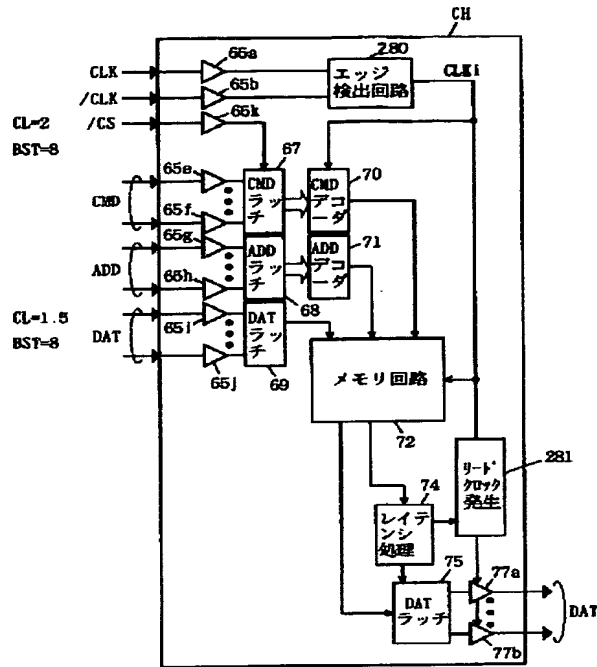 CH
65a
280
CLK
エッジ
検出回路
CLKi
65b
/CLK
65k
/CS
CL=2
BST=8
67
70
65e
CMD
ラッ
チ
CMD
デコ
ーダ
CMD
65f
65g
71
ADD
ラッ
チ
ADD
デコ
ーダ
ADD
65h
68
CL=1.5
BST=8
65i
DAT
DAT
ラッ
チ
65j
69
メモリ回路
72
281
リード
クロック
発生
74
レイテ
ンシ
処理
75
77a
DAT
ラッチ
DAT
77b